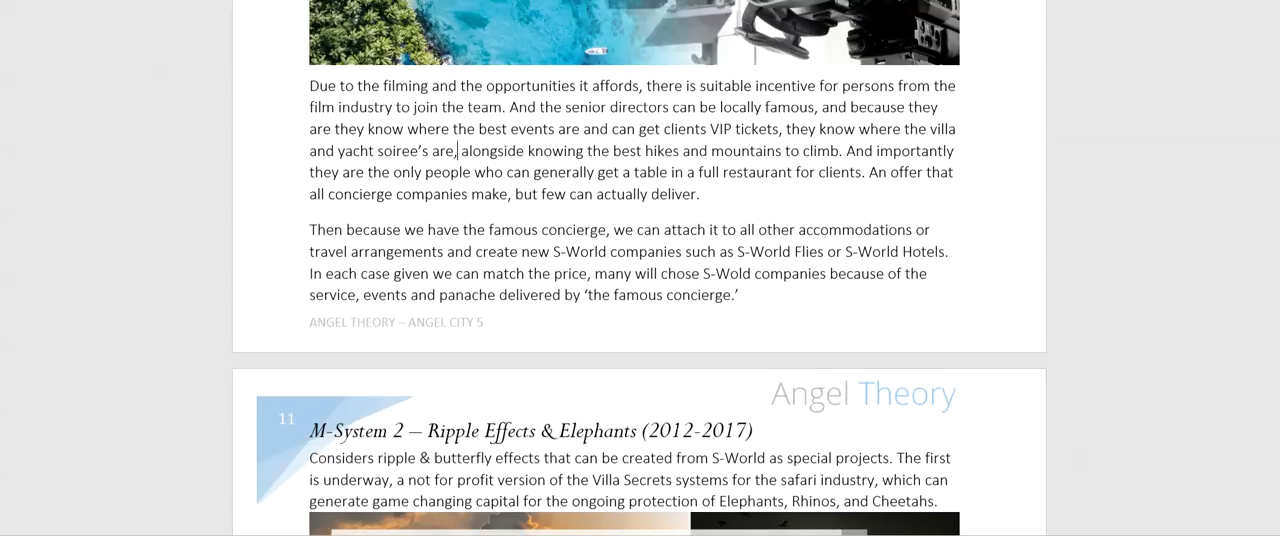 Due to the filming and the opportunities it affords, there is suitable incentive for persons from the
film industry to join the team. And the senior directors can be locally famous, and because they
are they know where the best events are and can get clients VIP tickets, they know where the villa
and yacht soiree’s are, alongside knowing the best hikes and mountains to climb. And importantly
they are the only people who can generally get a table in a full restaurant for clients. An offer that
all concierge companies make, but few can actually deliver.
Then because we have the famous concierge, we can attach it to all other accommodations or
travel arrangements and create new S-World companies such as S-World Flies or S-World Hotels.
In each case given we can match the price, many will chose S-Wold companies because of the
service, events and panache delivered by ‘the famous concierge.’
ANGEL THEORY – ANGEL CITY 5
Angel Theory
11
M-System 2 – Ripple Effects & Elephants (2012-2017)
Considers ripple & butterfly effects that can be created from S-World as special projects. The first
is underway, a not for profit version of the Villa Secrets systems for the safari industry, which can
generate game changing capital for the ongoing protection of Elephants, Rhinos, and Cheetahs.